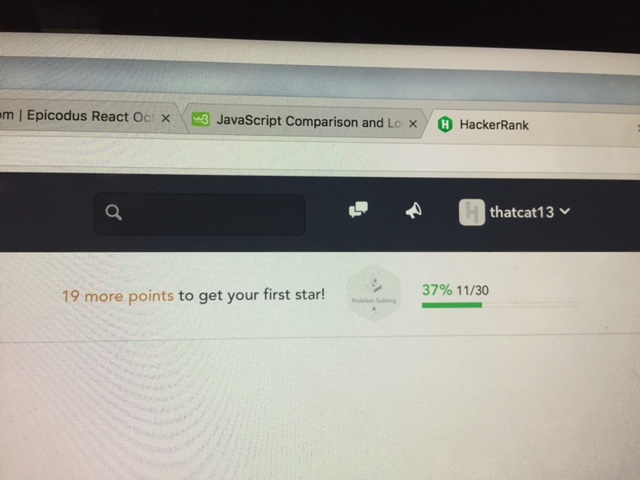 om | Epicodus React Oc
JavaScript Comparison and Lo
HackerRank
thatcat13
19 more points to get your first star!
Problem Solving
37% 11/30